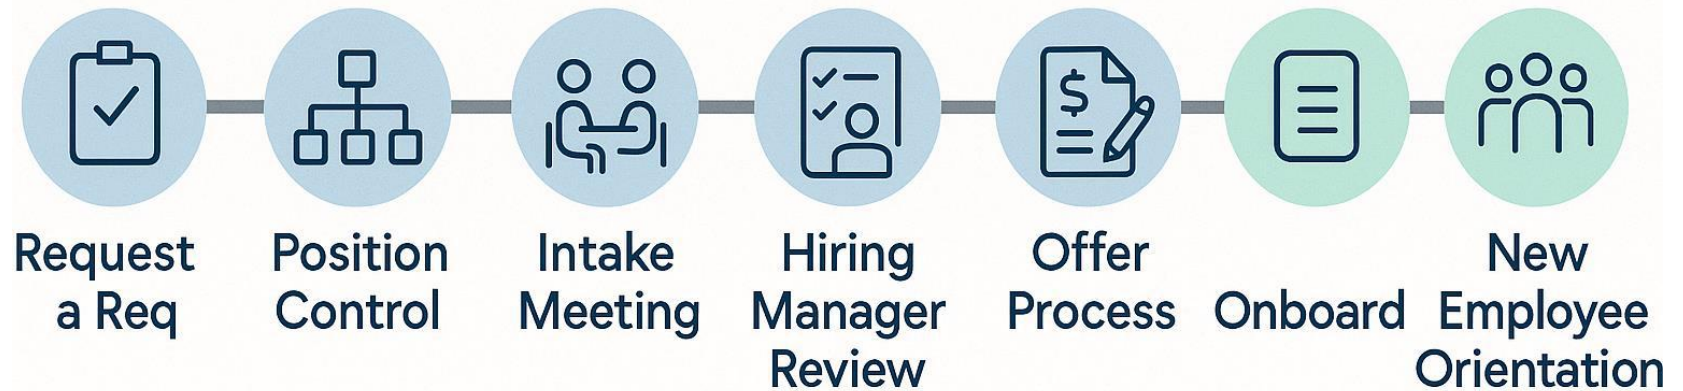 Request
a Req
Position
Control
Intake
Meeting
Hiring
Manager
Review
Offer
Process
Onboard
New
Employee
Orientation
$